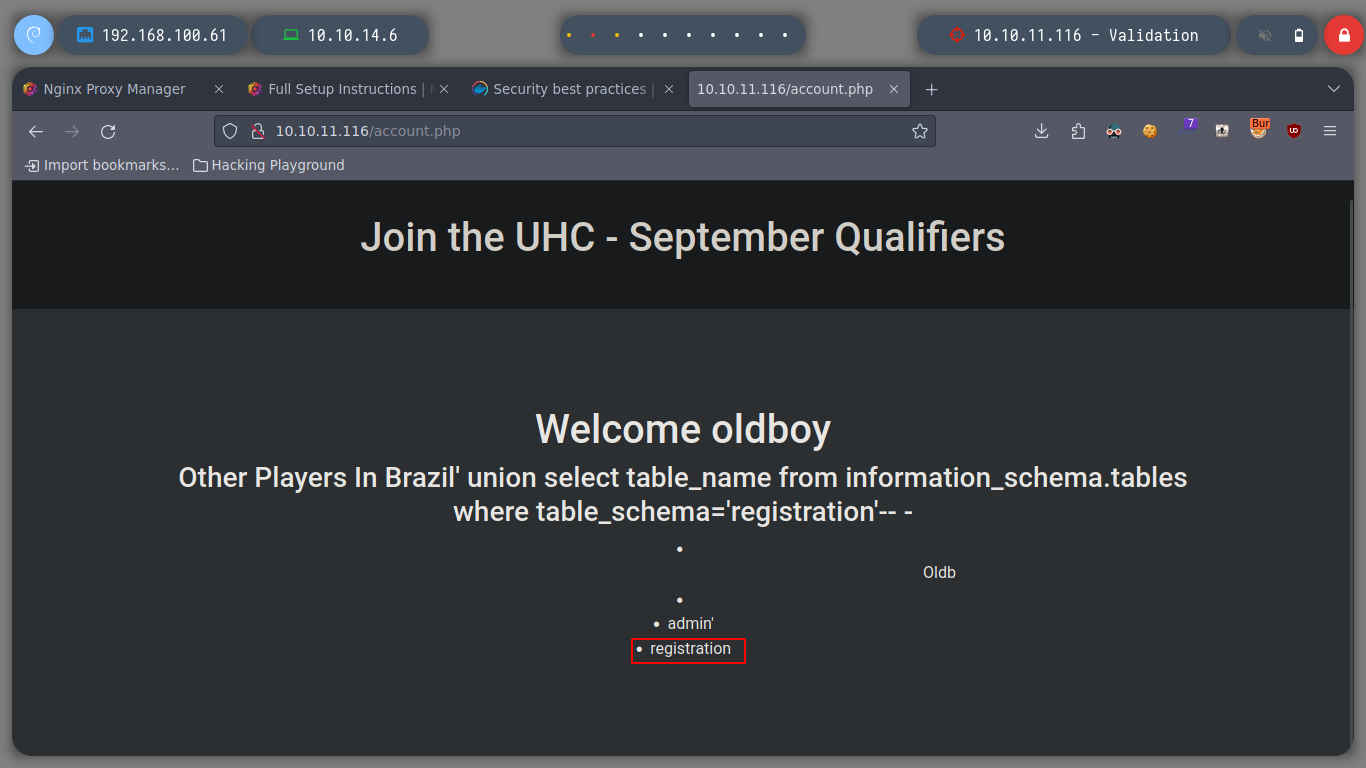 192.168.100.61
10.10.14.6
10.10.11.116 - Validation
Nginx Proxy Manager
Full Setup Instructions |
Security best practices |
10.10.11.116/account.php
10.10.11.116/account.php
7
Bur
Import bookmarks...
Hacking Playground
Join the UHC - September Qualifiers
Welcome oldboy
Other Players In Brazil' union select table_name from information_schema.tables
where table_schema='registration'-- -
Oldb
admin'
registration